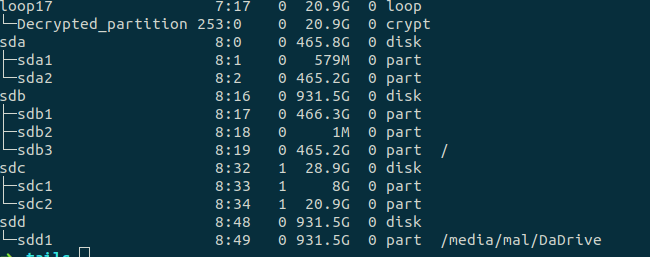 loop17                     7:17   0  20.9G  0 loop
└─Decrypted_partition 253:0    0  20.9G  0 crypt
sda                        8:0    0 465.8G  0 disk
├─sda1                     8:1    0   579M  0 part
└─sda2                     8:2    0 465.2G  0 part
sdb                        8:16   0 931.5G  0 disk
├─sdb1                     8:17   0 466.3G  0 part
├─sdb2                     8:18   0     1M  0 part
└─sdb3                     8:19   0 465.2G  0 part  /
sdc                        8:32   1  28.9G  0 disk
├─sdc1                     8:33   1     8G  0 part
└─sdc2                     8:34   1  20.9G  0 part
sdd                        8:48   0 931.5G  0 disk
└─sdd1                     8:49   0 931.5G  0 part  /media/mal/DaDrive
➜  tails